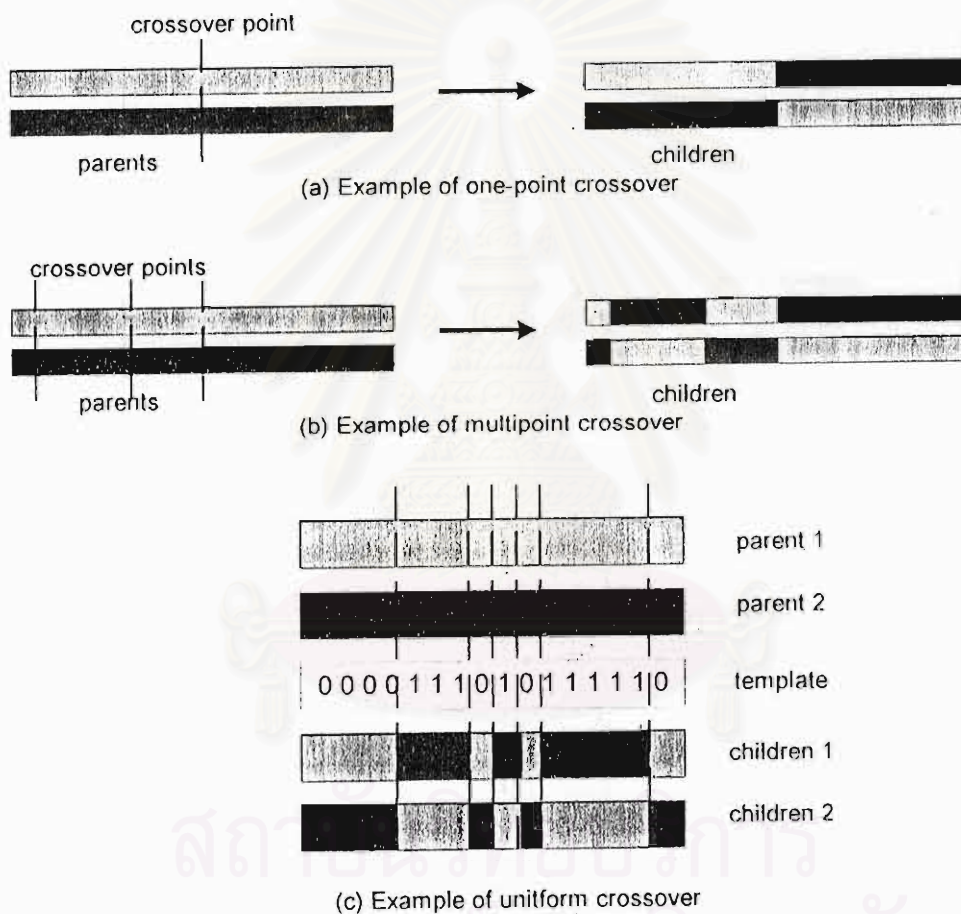 crossover point
parents
children
(a) Example of one-point crossover
crossover points
parents
children
(b) Example of multipoint crossover
parent 1
parent 2
0 0 0 0 1 1 1 0 1 0 1 1 1 1 1 0
template
children 1
children 2
(c) Example of unitform crossover